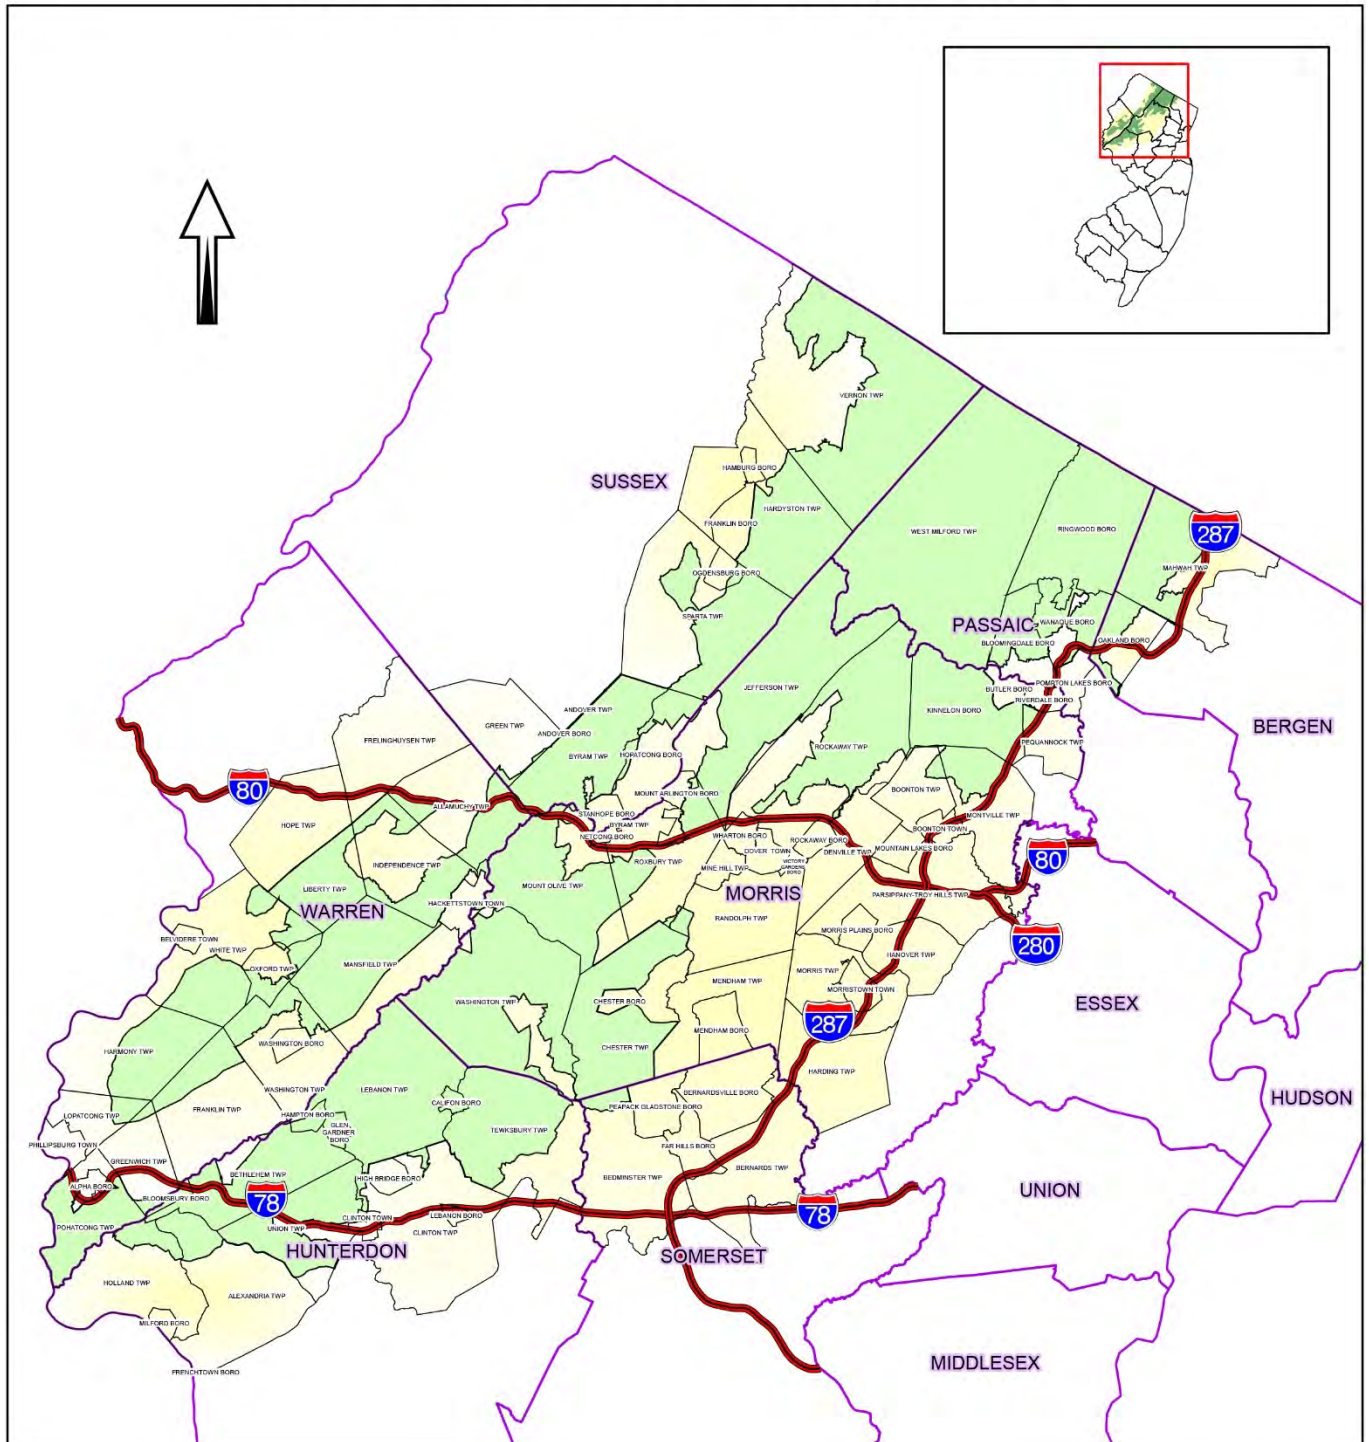 VERNON TWP
HAMBURG BORO
SUSSEX
HARDYSTON TWP
FRANKLIN BORO
WEST MILFORD TWP
RINGWOOD BORO
287
MAHWAH TWP
OGDENSBURG BORO
SPARTA TWP
PASSAIC
WANAQUE BORO
BLOOMINGDALE BORO
OAKLAND BORO
POMPTON LAKES BORO
BUTLER BORO
RIVERDALE BORO
JEFFERSON TWP
KINNELON BORO
ANDOVER TWP
GREEN TWP
ANDOVER BORO
BERGEN
FRELINGHUYSEN TWP
BYRAM TWP
HOPATCONG BORO
ROCKAWAY TWP
PEQUANNOCK TWP
80
MOUNT ARLINGTON BORO
BOONTON TWP
ALLAMUCHY TWP
STANHOPE BORO
MONTVILLE TWP
HOPE TWP
BYRAM TWP
NETCONG BORO
WHARTON BORO
ROCKAWAY BORO
BOONTON TOWN
MOUNTAIN LAKES BORO
DOVER TOWN
DENVILLE TWP
80
INDEPENDENCE TWP
ROXBURY TWP
MINE HILL TWP
VICTORY
GARDENS
BORO
MOUNT OLIVE TWP
LIBERTY TWP
MORRIS
PARSIPPANY-TROY HILLS TWP
WARREN
HACKETTSTOWN TOWN
RANDOLPH TWP
MORRIS PLAINS BORO
280
BELVIDERE TOWN
WHITE TWP
HANOVER TWP
OXFORD TWP
MANSFIELD TWP
MORRIS TWP
MENDHAM TWP
MORRISTOWN TOWN
WASHINGTON TWP
CHESTER BORO
ESSEX
287
MENDHAM BORO
WASHINGTON BORO
HARMONY TWP
CHESTER TWP
HARDING TWP
LEBANON TWP
WASHINGTON TWP
BERNARDSVILLE BORO
HUDSON
CALIFON BORO
PEAPACK GLADSTONE BORO
FRANKLIN TWP
LOPATCONG TWP
HAMPTON BORO
GLEN
GARDNER
BORO
TEWKSBURY TWP
PHILLIPSBURG TOWN
FAR HILLS BORO
GREENWICH TWP
BERNARDS TWP
BETHLEHEM TWP
HIGH BRIDGE BORO
BEDMINSTER TWP
ALPHA BORO
UNION
BLOOMSBURY BORO
78
CLINTON TOWN
LEBANON BORO
78
POHATCONG TWP
UNION TWP
CLINTON TWP
HUNTERDON
SOMERSET
HOLLAND TWP
ALEXANDRIA TWP
MILFORD BORO
MIDDLESEX
FRENCHTOWN BORO